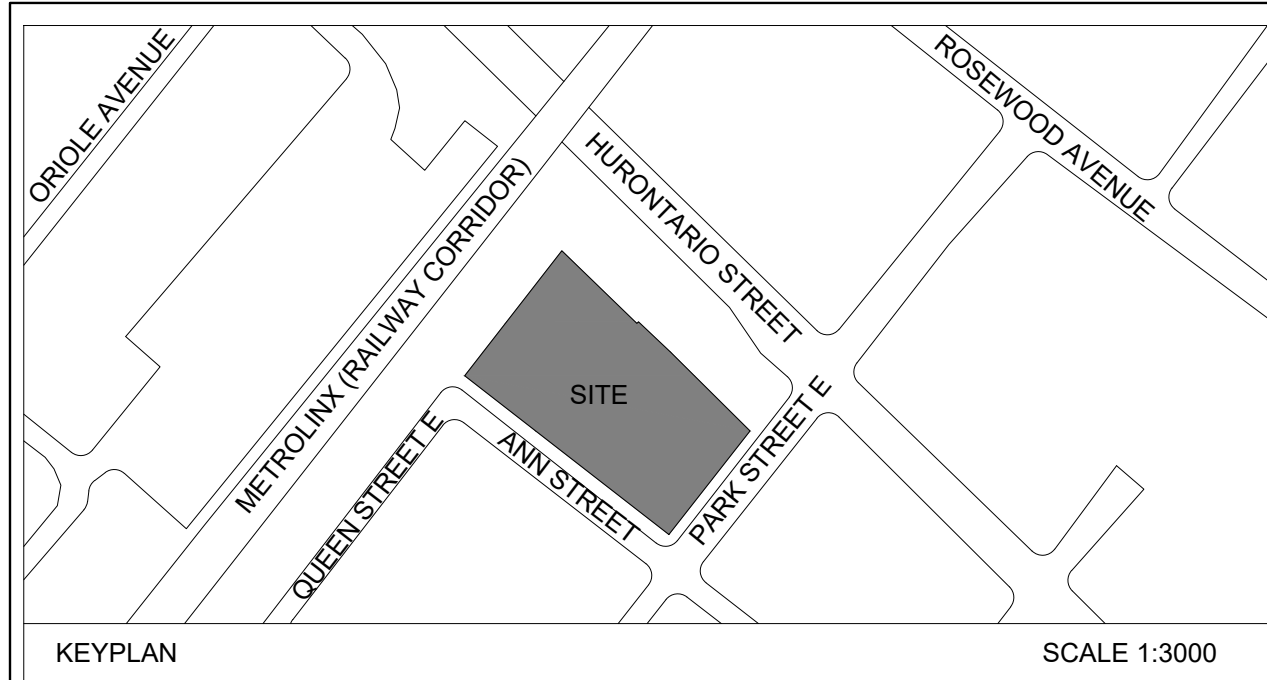 ORIOLE AVENUE
ROSEWOOD AVENUE
HURONTARIO STREET
METROLINX (RAILWAY CORRIDOR)
SITE
QUEEN STREET E
ANN STREET
PARK STREET E
KEYPLAN
SCALE 1:3000